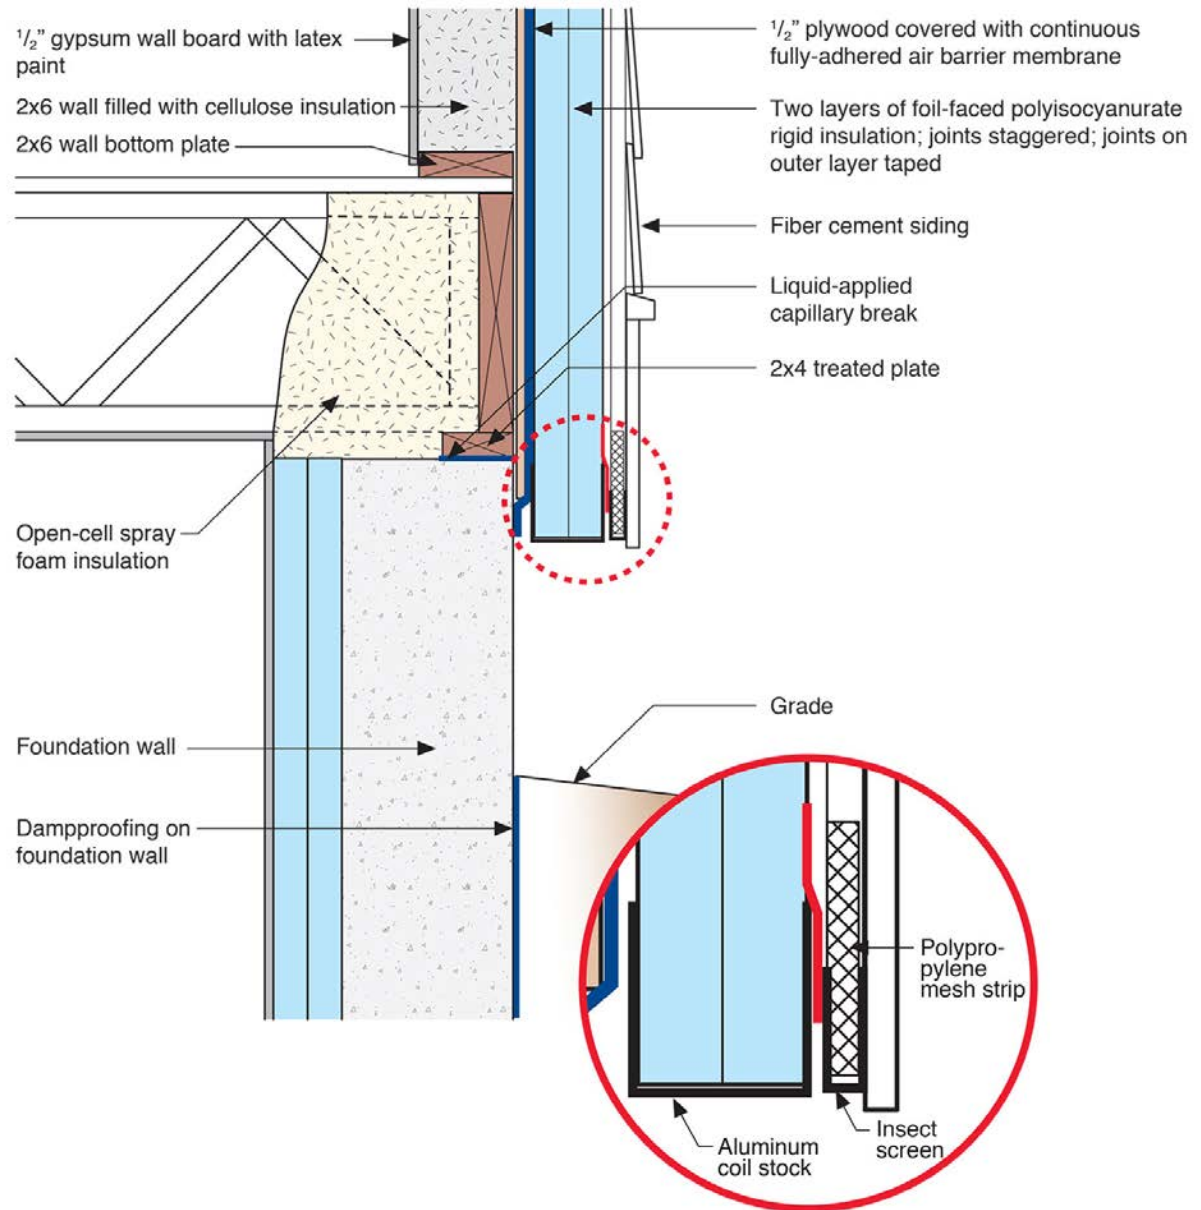 1/2” gypsum wall board with latex
paint
2x6 wall filled with cellulose insulation
2x6 wall bottom plate
1/2” plywood covered with continuous
fully-adhered air barrier membrane
Two layers of foil-faced polyisocyanurate
rigid insulation; joints staggered; joints on
outer layer taped
Fiber cement siding
Liquid-applied
capillary break
2x4 treated plate
Open-cell spray
foam insulation
Grade
Foundation wall
Dampproofing on
foundation wall
Polypro-
pylene
mesh strip
Insect
screen
Aluminum
coil stock